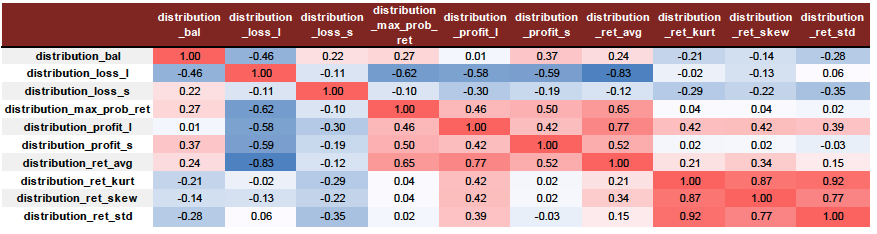 distribution_bal distribution_loss_l distribution_loss_s distribution_max_prob_ret distribution_profit_l distribution_profit_s distribution_ret_avg distribution_ret_kurt distribution_ret_skew distribution_ret_std
distribution_bal 1.00 -0.46 0.22 0.27 0.01 0.37 0.24 -0.21 -0.14 -0.28
distribution_loss_l -0.46 1.00 -0.11 -0.62 -0.58 -0.59 -0.83 -0.02 -0.13 0.06
distribution_loss_s 0.22 -0.11 1.00 -0.10 -0.30 -0.19 -0.12 -0.29 -0.22 -0.35
distribution_max_prob_ret 0.27 -0.62 -0.10 1.00 0.46 0.50 0.65 0.04 0.04 0.02
distribution_profit_l 0.01 -0.58 -0.30 0.46 1.00 0.42 0.77 0.42 0.42 0.39
distribution_profit_s 0.37 -0.59 -0.19 0.50 0.42 1.00 0.52 0.02 0.02 -0.03
distribution_ret_avg 0.24 -0.83 -0.12 0.65 0.77 0.52 1.00 0.21 0.34 0.15
distribution_ret_kurt -0.21 -0.02 -0.29 0.04 0.42 0.02 0.21 1.00 0.87 0.92
distribution_ret_skew -0.14 -0.13 -0.22 0.04 0.42 0.02 0.34 0.87 1.00 0.77
distribution_ret_std -0.28 0.06 -0.35 0.02 0.39 -0.03 0.15 0.92 0.77 1.00